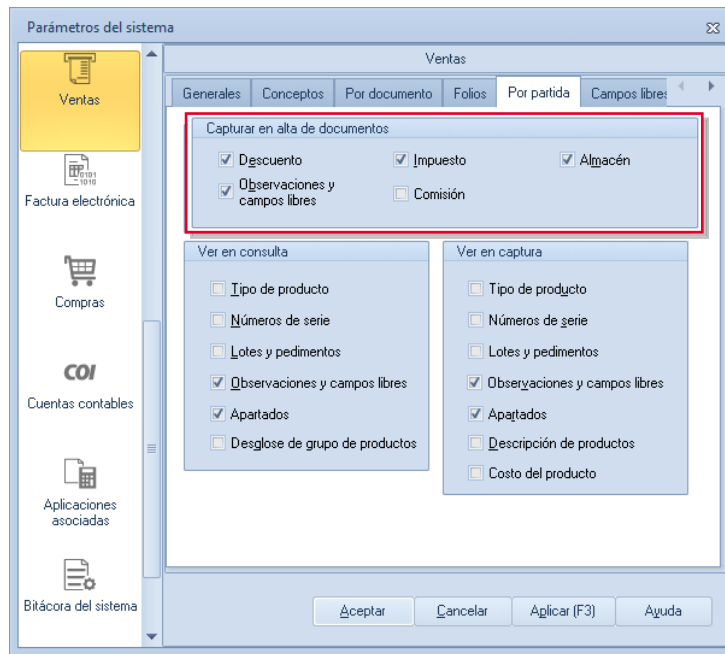 Parámetros del sistema
Ventas
Factura electrónica
Compras
COI
Cuentas contables
Aplicaciones
asociadas
Bitácora del sistema
Ventas
Generales Conceptos Por documento Folios Por partida Campos libres
Capturar en alta de documentos
Descuento Impuesto Almacén
Observaciones y
campos libres Comisión
Ver en consulta
Tipo de producto
Números de serie
Lotes y pedimentos
Observaciones y campos libres
Apartados
Desglose de grupo de productos
Ver en captura
Tipo de producto
Números de serie
Lotes y pedimentos
Observaciones y campos libres
Apartados
Descripción de productos
Costo del producto
Aceptar Cancelar Aplicar (F3) Ayuda